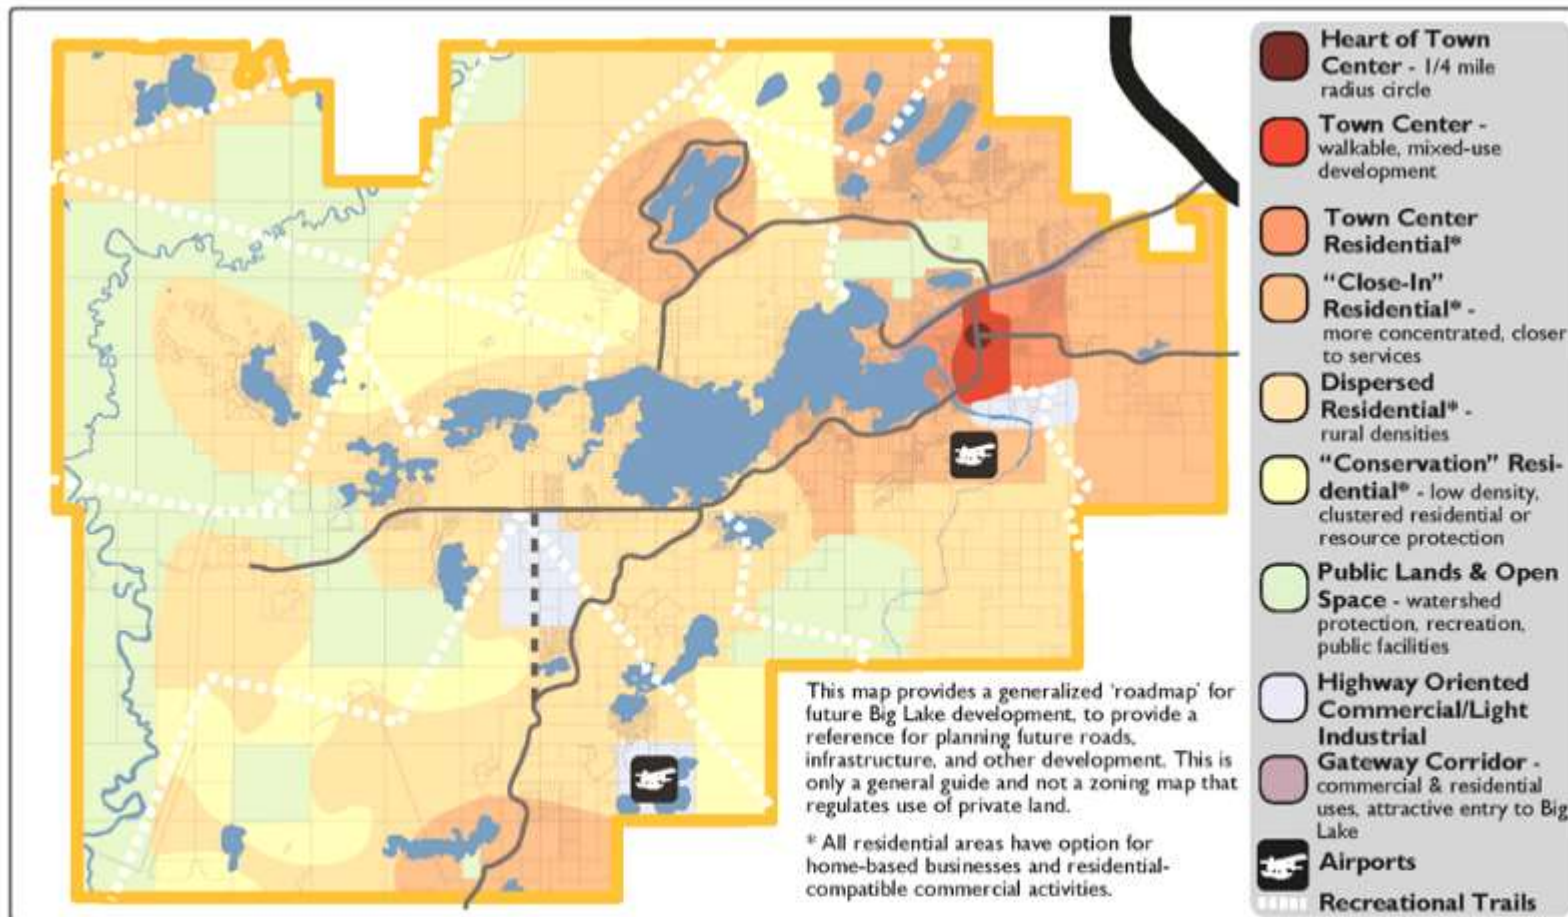 Heart of Town
Center - 1/4 mile
radius circle
Town Center -
walkable, mixed-use
development
Town Center
Residential*
“Close-In”
Residential* -
more concentrated, closer
to services
Dispersed
Residential* -
rural densities
“Conservation” Resi-
dential* - low density,
clustered residential or
resource protection
Public Lands & Open
Space - watershed
protection, recreation,
public facilities
Highway Oriented
Commercial/Light
Industrial
Gateway Corridor -
commercial & residential
uses, attractive entry to Big
Lake
Airports
Recreational Trails
This map provides a generalized ‘roadmap’ for
future Big Lake development, to provide a
reference for planning future roads,
infrastructure, and other development. This is
only a general guide and not a zoning map that
regulates use of private land.
* All residential areas have option for
home-based businesses and residential-
compatible commercial activities.